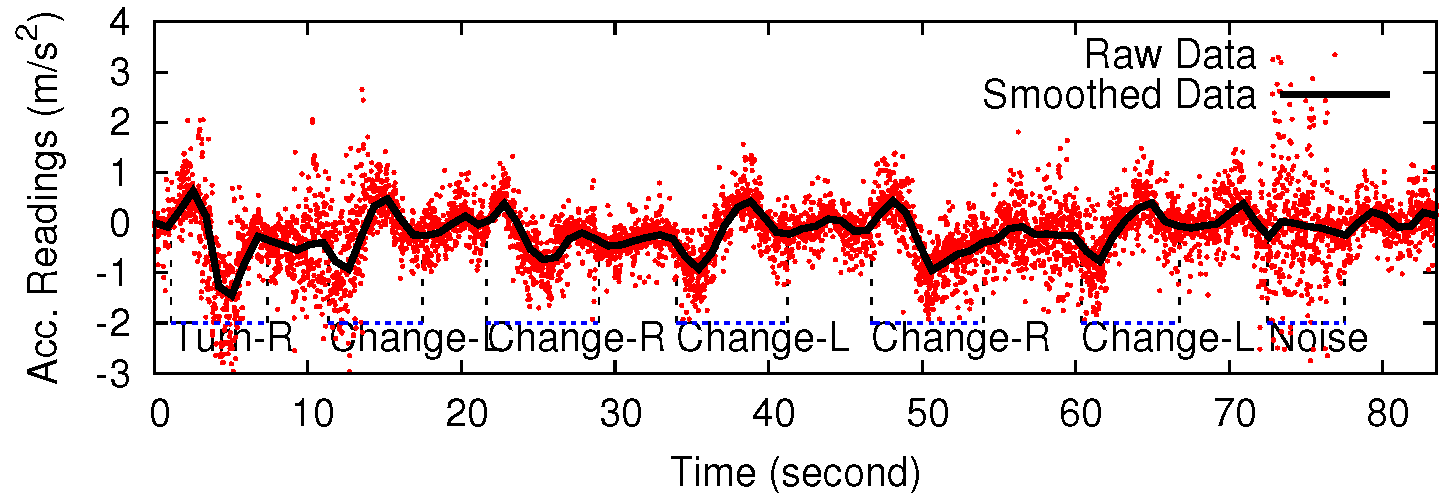 Acc. Readings (m/s²)
4
3
2
1
0
-1
-2
-3
Raw Data
Smoothed Data
Turn-R Change-L Change-R Change-L Change-R Change-L Noise
0 10 20 30 40 50 60 70 80
Time (second)